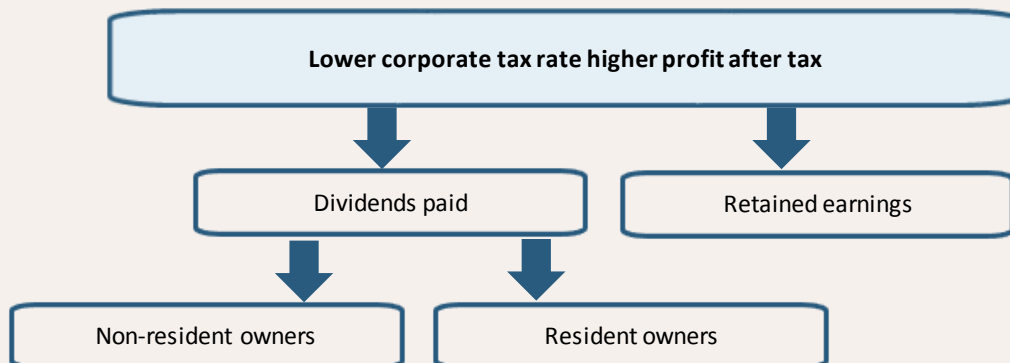 Lower corporate tax rate higher profit after tax
Dividends paid
Retained earnings
Non-resident owners
Resident owners